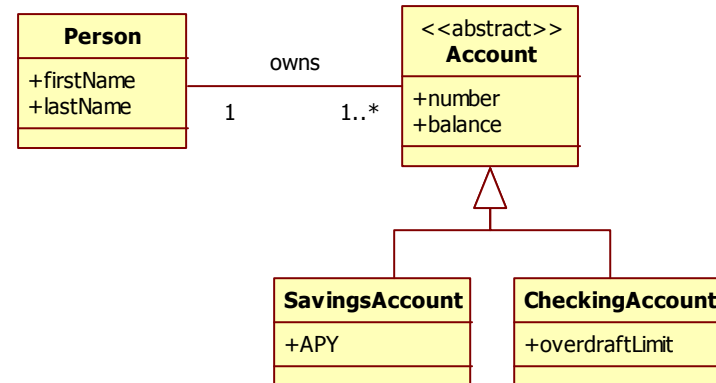 Person
+firstName
+lastName
owns
1
1..*
<<abstract>>
Account
+number
+balance
SavingsAccount
+APY
CheckingAccount
+overdraftLimit